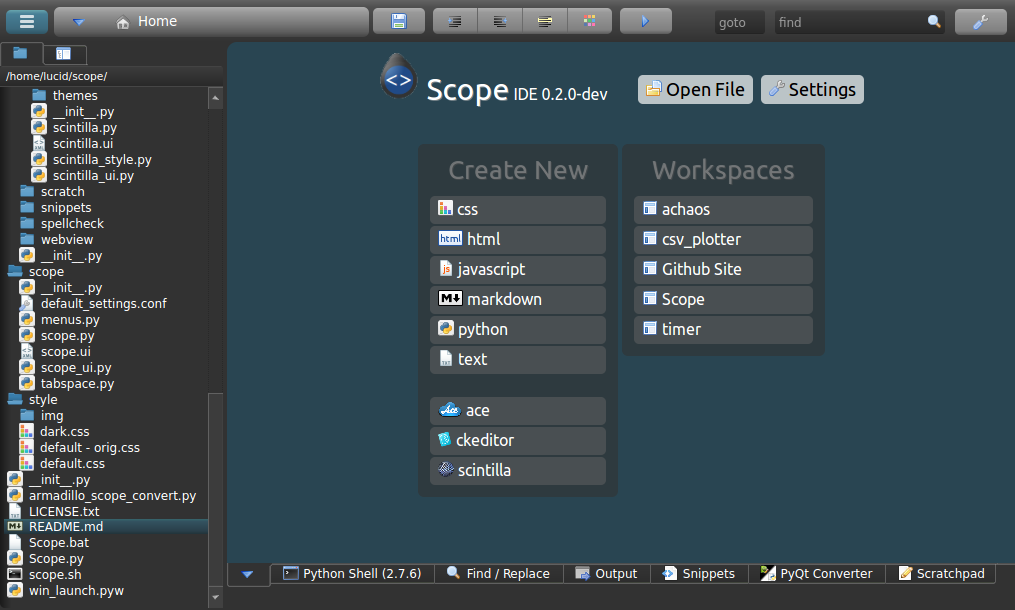 Home
goto
find
/home/lucid/scope/
themes
__init__.py
scintilla.py
scintilla.ui
scintilla_style.py
scintilla_ui.py
scratch
snippets
spellcheck
webview
__init__.py
scope
__init__.py
default_settings.conf
menus.py
scope.py
scope.ui
scope_ui.py
tabspace.py
style
img
dark.css
default - orig.css
default.css
__init__.py
armadillo_scope_convert.py
LICENSE.txt
README.md
Scope.bat
Scope.py
scope.sh
win_launch.pyw
<> Scope IDE 0.2.0-dev
Open File
Settings
Create New
css
html html
JS javascript
M↓ markdown
python
TXT text
Ace ace
ckeditor
scintilla
Workspaces
achaos
csv_plotter
Github Site
Scope
timer
Python Shell (2.7.6)
Find / Replace
Output
Snippets
PyQt Converter
Scratchpad